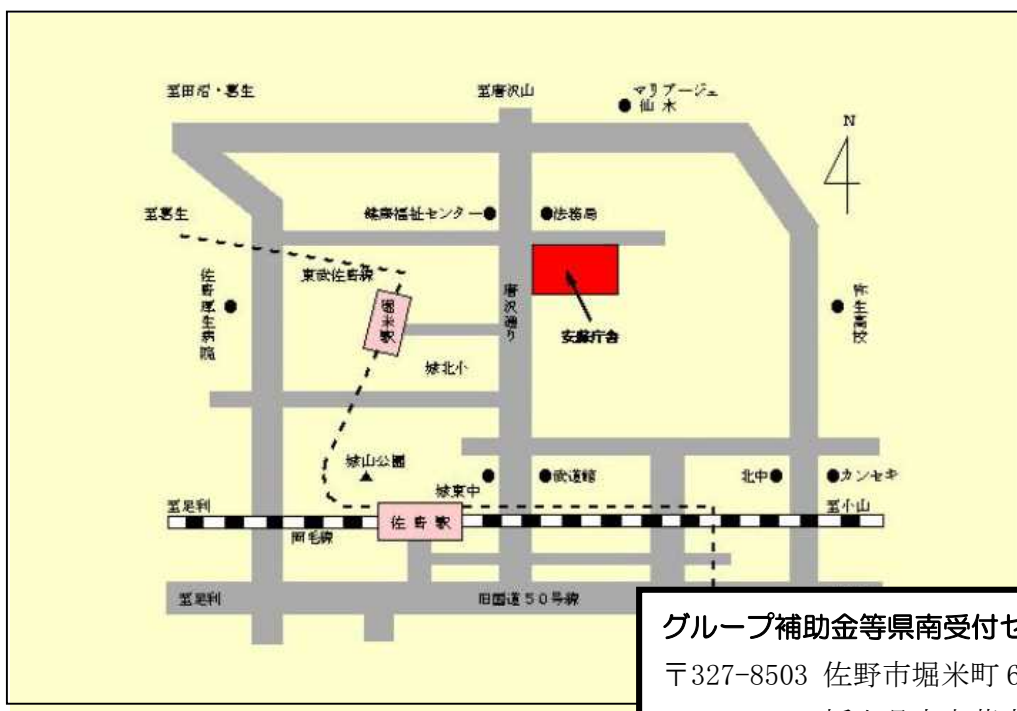 至田沼・葛生
至唐沢山
マリアージュ
仙水
N
至葛生
健康福祉センター
法務局
佐野厚生病院
東武佐野線
堀米駅
唐沢通り
安蘇庁舎
弥生高校
城北小
城山公園
城東中
武道館
北中
カンセキ
至足利
佐野駅
至小山
両毛線
至足利
旧国道50号線
グループ補助金等県南受付セ
〒327-8503 佐野市堀米町6